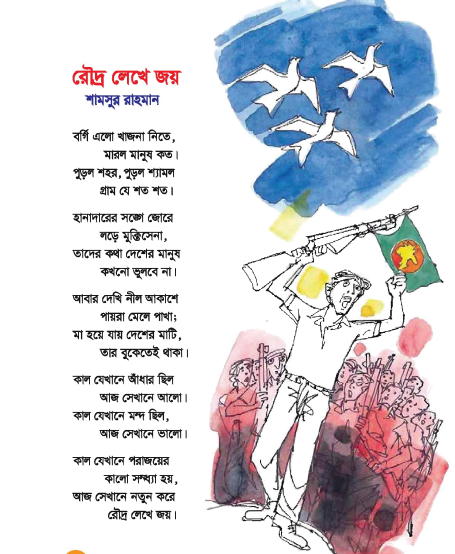 রৌদ্র লেখে জয়
শামসুর রাহমান
বর্গি এলো খাজনা নিতে,
মারল মানুষ কত।
পুড়ল শহর, পুড়ল শ্যামল
গ্রাম যে শত শত।
হানাদারের সঙ্গে জোরে
লড়ে মুক্তিসেনা,
তাদের কথা দেশের মানুষ
কখনো ভুলবে না।
আবার দেখি নীল আকাশে
পায়রা মেলে পাখা;
মা হয়ে যায় দেশের মাটি,
তার বুকেতেই থাকা।
কাল যেখানে আঁধার ছিল
আজ সেখানে আলো।
কাল যেখানে মন্দ ছিল,
আজ সেখানে ভালো।
কাল যেখানে পরাজয়ের
কালো সন্ধ্যা হয়,
আজ সেখানে নতুন করে
রৌদ্র লেখে জয়।